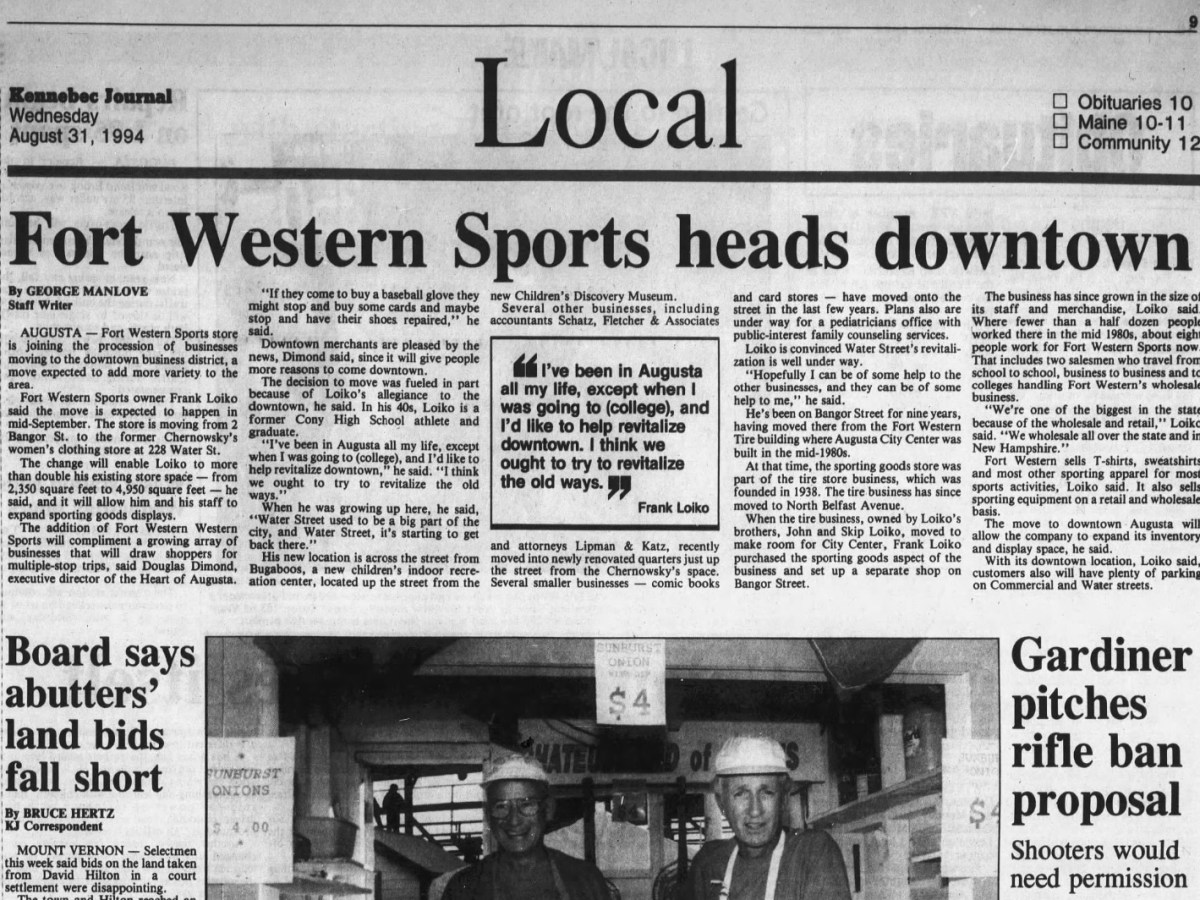 9
Kennebec Journal
Wednesday
August 31, 1994
Local
☐ Obituaries 10
☐ Maine 10-11
☐ Community 12
Fort Western Sports heads downtown
By GEORGE MANLOVE
Staff Writer
AUGUSTA — Fort Western Sports store
is joining the procession of businesses
moving to the downtown business district, a
move expected to add more variety to the
area.
Fort Western Sports owner Frank Loiko
said the move is expected to happen in
mid-September. The store is moving from 2
Bangor St. to the former Chernowsky's
women's clothing store at 228 Water St.
The change will enable Loiko to more
than double his existing store space — from
2,350 square feet to 4,950 square feet — he
said, and it will allow him and his staff to
expand sporting goods displays.
The addition of Fort Western Western
Sports will compliment a growing array of
businesses that will draw shoppers for
multiple-stop trips, said Douglas Dimond,
executive director of the Heart of Augusta.
"If they come to buy a baseball glove they
might stop and buy some cards and maybe
stop and have their shoes repaired," he
said.
Downtown merchants are pleased by the
news, Dimond said, since it will give people
more reasons to come downtown.
The decision to move was fueled in part
because of Loiko's allegiance to the
downtown, he said. In his 40s, Loiko is a
former Cony High School athlete and
graduate.
"I've been in Augusta all my life, except
when I was going to (college), and I'd like to
help revitalize downtown," he said. "I think
we ought to try to revitalize the old
ways."
When he was growing up here, he said,
"Water Street used to be a big part of the
city, and Water Street, it's starting to get
back there."
His new location is across the street from
Bugaboos, a new children's indoor recre-
ation center, located up the street from the
new Children's Discovery Museum.
Several other businesses, including
accountants Schatz, Fletcher & Associates
"I've been in Augusta
all my life, except when I
was going to (college), and
I'd like to help revitalize
downtown. I think we
ought to try to revitalize
the old ways."
Frank Loiko
and attorneys Lipman & Katz, recently
moved into newly renovated quarters just up
the street from the Chernowsky's space.
Several smaller businesses — comic books
and card stores — have moved onto the
street in the last few years. Plans also are
under way for a pediatricians office with
public-interest family counseling services.
Loiko is convinced Water Street's revitali-
zation is well under way.
"Hopefully I can be of some help to the
other businesses, and they can be of some
help to me," he said.
He's been on Bangor Street for nine years,
having moved there from the Fort Western
Tire building where Augusta City Center was
built in the mid-1980s.
At that time, the sporting goods store was
part of the tire store business, which was
founded in 1938. The tire business has since
moved to North Belfast Avenue.
When the tire business, owned by Loiko's
brothers, John and Skip Loiko, moved to
make room for City Center, Frank Loiko
purchased the sporting goods aspect of the
business and set up a separate shop on
Bangor Street.
The business has since grown in the size of
its staff and merchandise, Loiko said.
Where fewer than a half dozen people
worked there in the mid 1980s, about eight
people work for Fort Western Sports now.
That includes two salesmen who travel from
school to school, business to business and to
colleges handling Fort Western's wholesale
business.
"We're one of the biggest in the state
because of the wholesale and retail," Loiko
said. "We wholesale all over the state and in
New Hampshire."
Fort Western sells T-shirts, sweatshirts
and most other sporting apparel for most
sports activities, Loiko said. It also sells
sporting equipment on a retail and wholesale
basis.
The move to downtown Augusta will
allow the company to expand its inventory
and display space, he said.
With its downtown location, Loiko said,
customers also will have plenty of parking
on Commercial and Water streets.
Board says
abutters'
land bids
fall short
By BRUCE HERTZ
KJ Correspondent
MOUNT VERNON — Selectmen
this week said bids on the land taken
from David Hilton in a court
settlement were disappointing.
The town and Hilton reached an
SUNBURST
ONION
$4
SUNBURST
ONIONS
$ 4.00
of
$4
Gardiner
pitches
rifle ban
proposal
Shooters would
need permission